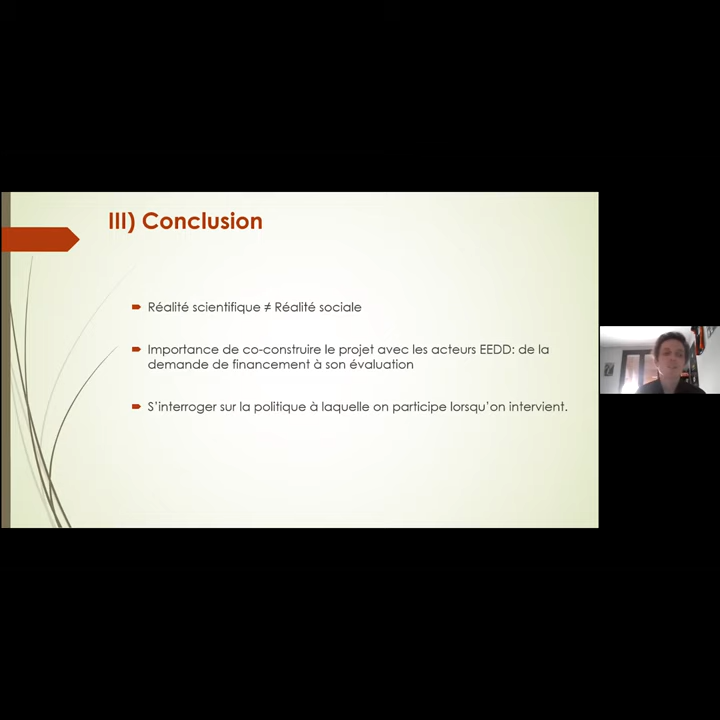 III) Conclusion
Réalité scientifique ≠ Réalité sociale
Importance de co-construire le projet avec les acteurs EEDD: de la
demande de financement à son évaluation
S'interroger sur la politique à laquelle on participe lorsqu'on intervient.